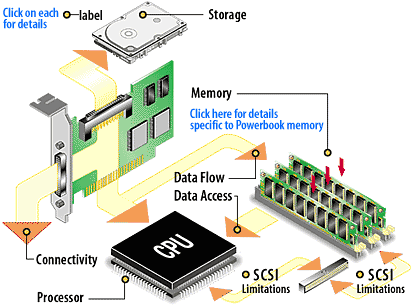 Click on each
for details
label
Storage
Memory
Click here for details
specific to Powerbook memory
Data Flow
Data Access
CPU
Connectivity
Processor
SCSI
Limitations
SCSI
Limitations